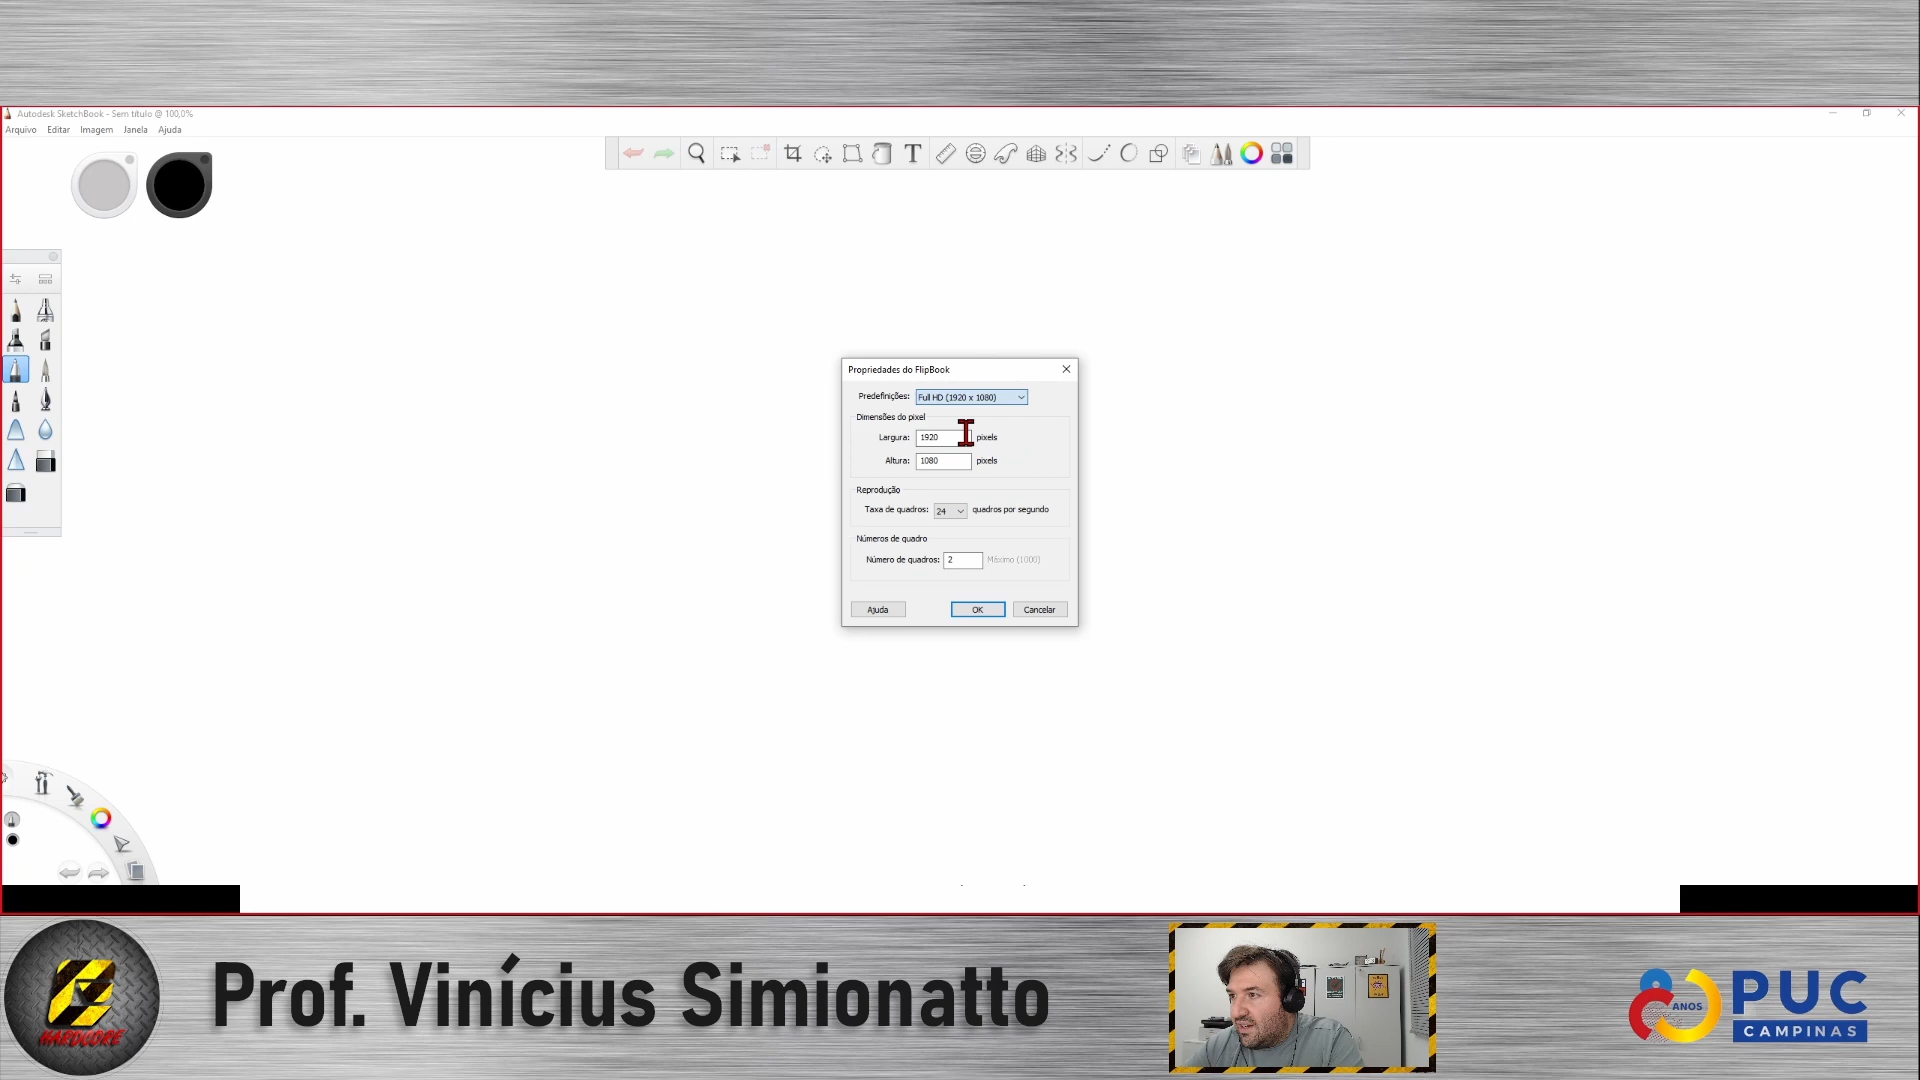 Autodesk SketchBook - Sem título @ 100,0%
Arquivo Editar Imagem Janela Ajuda
T
Propriedades do FlipBook
Predefinições: Full HD (1920 x 1080)
Dimensões do pixel
Largura: 1920 pixels
Altura: 1080 pixels
Reprodução
Taxa de quadros: 24 quadros por segundo
Números de quadro
Número de quadros: 2 Máximo (1000)
Ajuda OK Cancelar
HARDCORE
Prof. Vinícius Simionatto
8 ANOS PUC
CAMPINAS